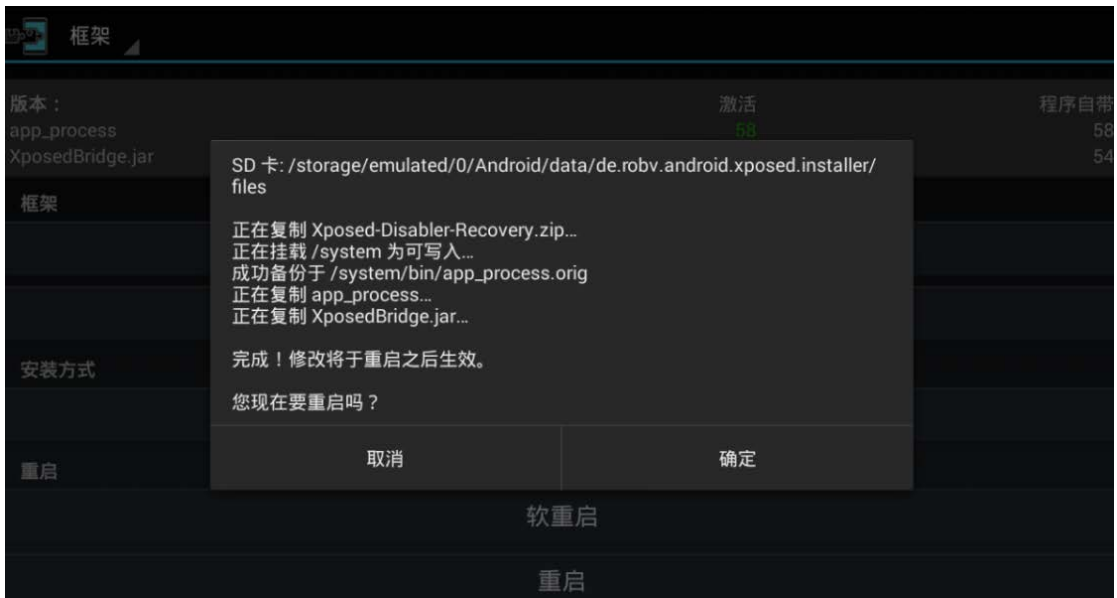 框架
版本： 激活 程序自带
app_process 58 58
XposedBridge.jar 54
框架
SD 卡: /storage/emulated/0/Android/data/de.robv.android.xposed.installer/
files
正在复制 Xposed-Disabler-Recovery.zip...
正在挂载 /system 为可写入...
成功备份于 /system/bin/app_process.orig
正在复制 app_process...
正在复制 XposedBridge.jar...
完成！修改将于重启之后生效。
您现在要重启吗？
取消 确定
安装方式
重启
软重启
重启